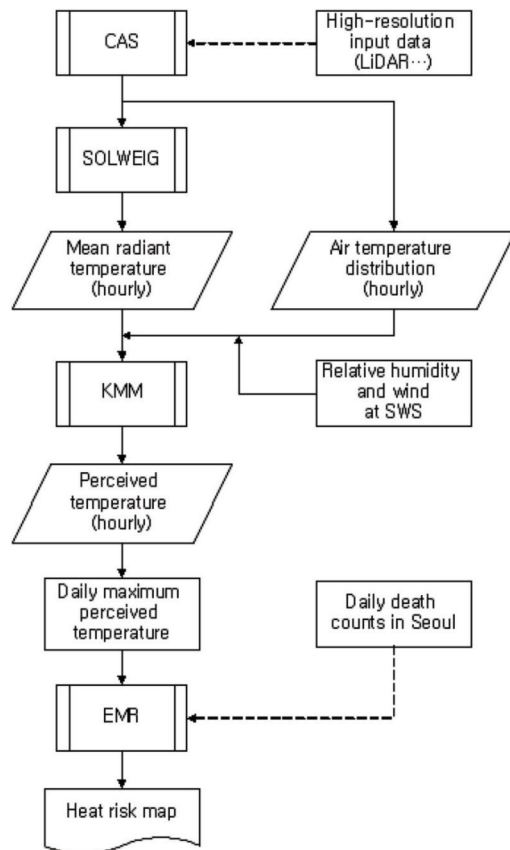 CAS
High-resolution
input data
(LiDAR⋯)
SOLWEIG
Mean radiant
temperature
(hourly)
Air temperature
distribution
(hourly)
KMM
Relative humidity
and wind
at SWS
Perceived
temperature
(hourly)
Daily maximum
perceived
temperature
Daily death
counts in Seoul
EMR
Heat risk map